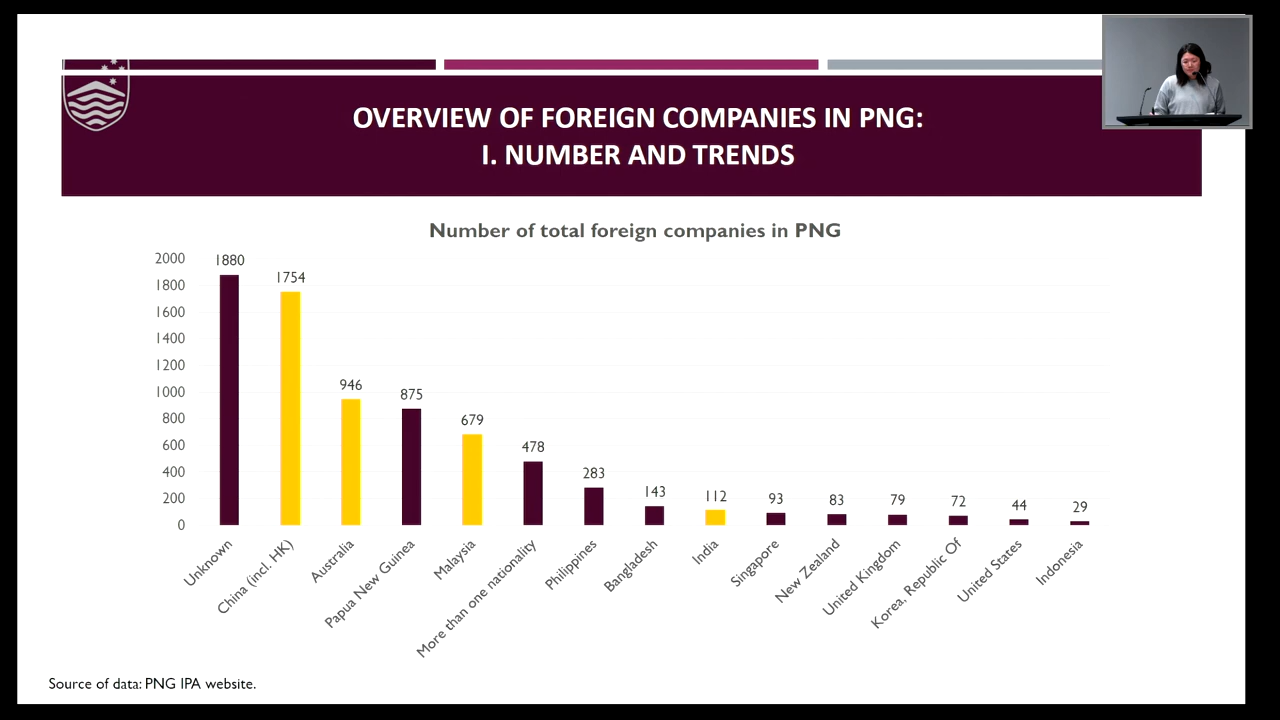 OVERVIEW OF FOREIGN COMPANIES IN PNG:
I. NUMBER AND TRENDS
Number of total foreign companies in PNG
2000
1800
1600
1400
1200
1000
800
600
400
200
0
1880
1754
946
875
679
478
283
143
112
93
83
79
72
44
29
Unknown
China (incl. HK)
Australia
Papua New Guinea
Malaysia
More than one nationality
Philippines
Bangladesh
India
Singapore
New Zealand
United Kingdom
Korea, Republic Of
United States
Indonesia
Source of data: PNG IPA website.